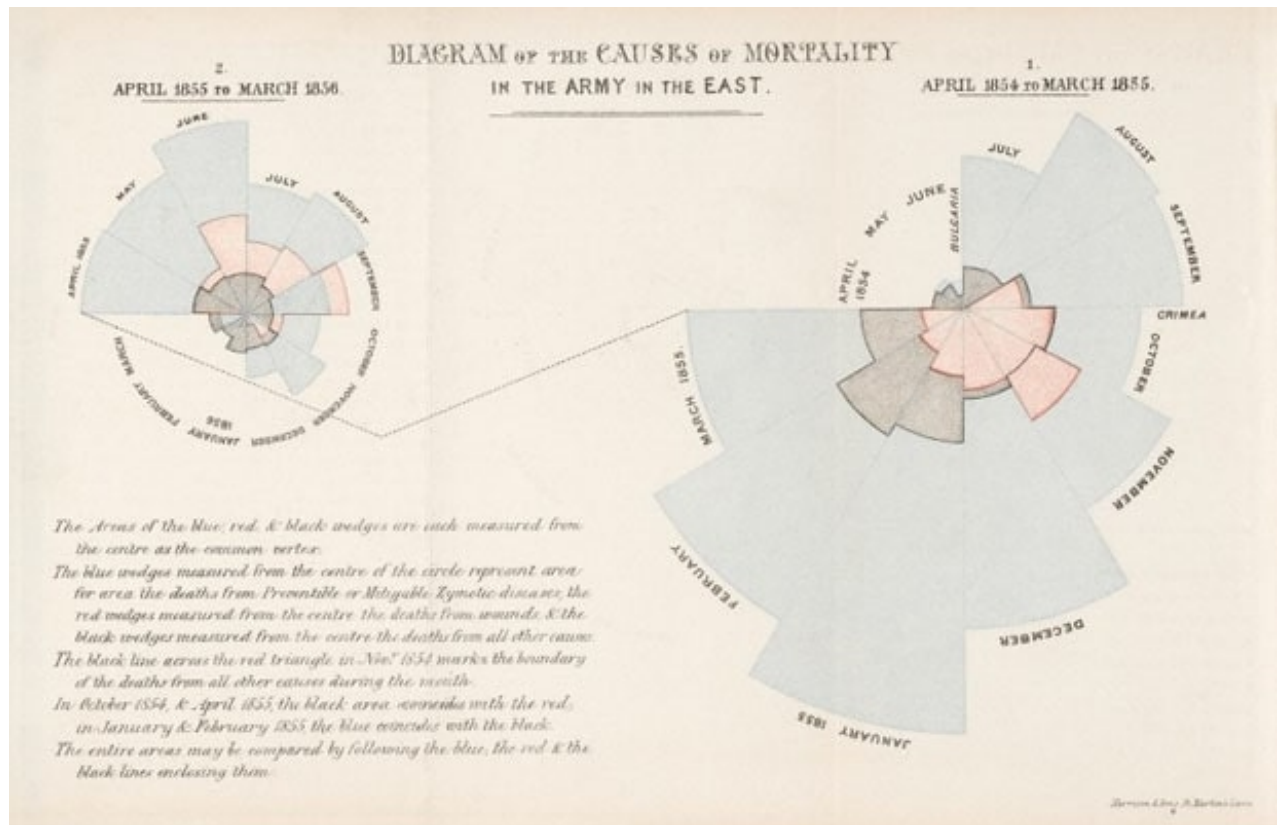 DIAGRAM OF THE CAUSES OF MORTALITY
IN THE ARMY IN THE EAST.
2.
APRIL 1855 TO MARCH 1856.
1.
APRIL 1854 TO MARCH 1855.
JUNE
JULY
MAY
AUGUST
APRIL 1855
SEPTEMBER
OCTOBER
NOVEMBER
DECEMBER
JANUARY
1856
FEBRUARY
MARCH
JULY
AUGUST
SEPTEMBER
CRIMEA
OCTOBER
NOVEMBER
DECEMBER
JANUARY 1855
FEBRUARY
MARCH 1855.
APRIL
1854
MAY
JUNE
BULGARIA
The Areas of the blue, red, & black wedges are each measured from
the centre as the common vertex.
The blue wedges measured from the centre of the circle represent area
for area the deaths from Preventible or Mitigable Zymotic diseases, the
red wedges measured from the centre the deaths from wounds, & the
black wedges measured from the centre the deaths from all other causes.
The black line across the red triangle in Novr. 1854 marks the boundary
of the deaths from all other causes during the month.
In October 1854, & April 1855, the black area coincides with the red,
in January & February 1855, the blue coincides with the black.
The entire areas may be compared by following the blue, the red & the
black lines enclosing them.